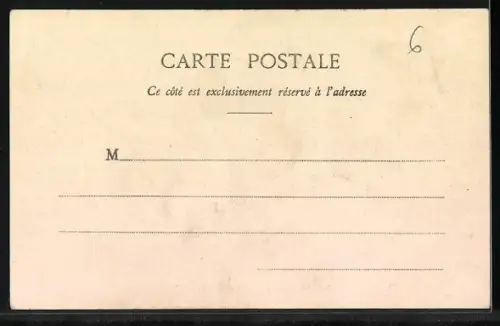 6
CARTE POSTALE
Ce côté est exclusivement réservé à l'adresse
M